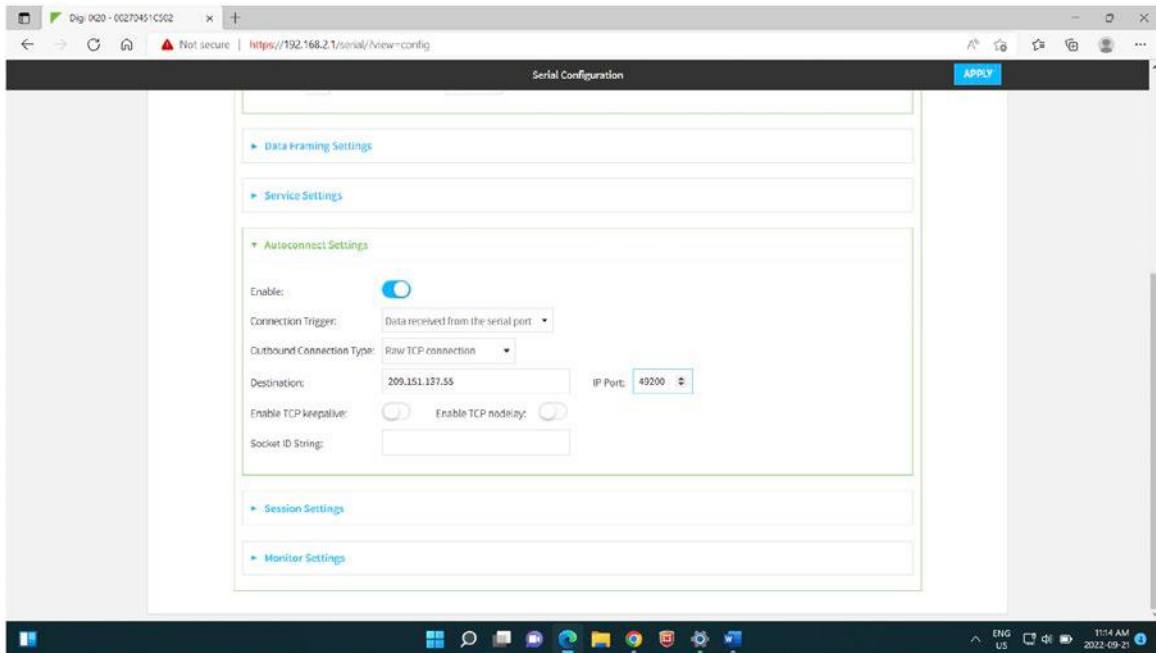 Digi IX20 - 00270451C502
Not secure | https://192.168.2.1/serial/?view=config
Serial Configuration
APPLY
Data Framing Settings
Service Settings
Autoconnect Settings
Enable:
Connection Trigger: Data received from the serial port
Outbound Connection Type: Raw TCP connection
Destination: 209.151.137.55 IP Port: 49200
Enable TCP keepalive: Enable TCP nodelay:
Socket ID String:
Session Settings
Monitor Settings
ENG
US
11:14 AM
2022-09-21